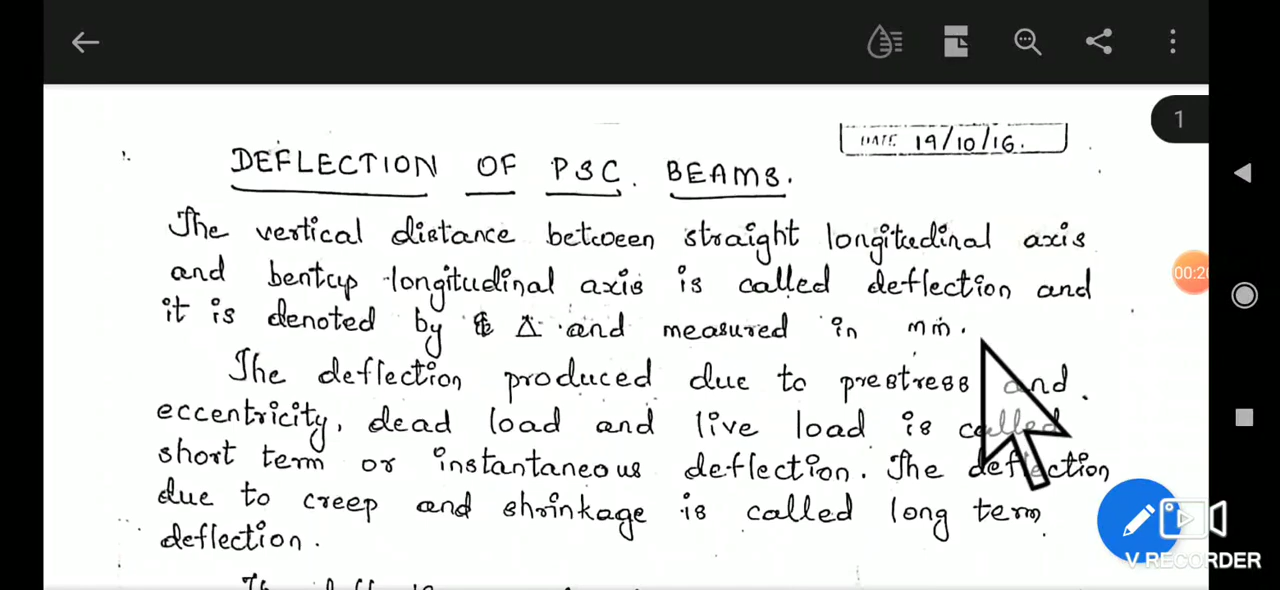 1
DATE 19/10/16.
DEFLECTION OF PSC. BEAMS.
The vertical distance between straight longitudinal axis
and bentup longitudinal axis is called deflection and
it is denoted by Δ and measured in mm.
The deflection produced due to prestress and
eccentricity, dead load and live load is called
short term or instantaneous deflection. The deflection
due to creep and shrinkage is called long term
deflection.
00:20
V RECORDER